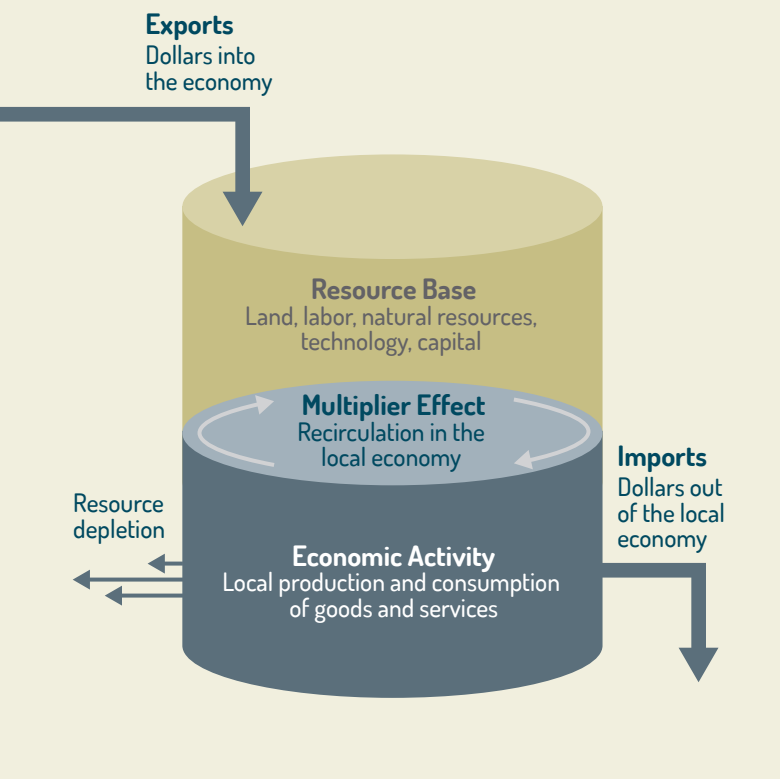 Exports
Dollars into
the economy
Resource Base
Land, labor, natural resources,
technology, capital
Multiplier Effect
Recirculation in the
local economy
Imports
Dollars out
of the local
economy
Resource
depletion
Economic Activity
Local production and consumption
of goods and services